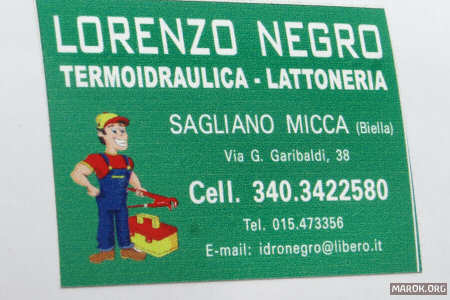 LORENZO NEGRO
TERMOIDRAULICA - LATTONERIA
SAGLIANO MICCA (Biella)
Via G. Garibaldi, 38
Cell. 340.3422580
Tel. 015.473356
E-mail: idronegro@libero.it
MAROK.ORG